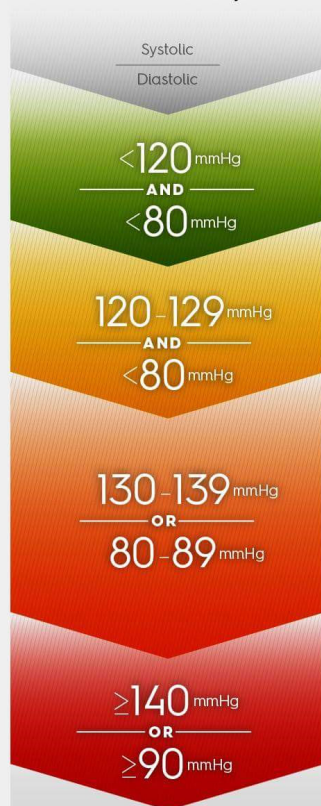 Systolic
Diastolic
<120 mmHg
AND
<80 mmHg
120-129 mmHg
AND
<80 mmHg
130-139 mmHg
OR
80-89 mmHg
≥140 mmHg
OR
≥90 mmHg